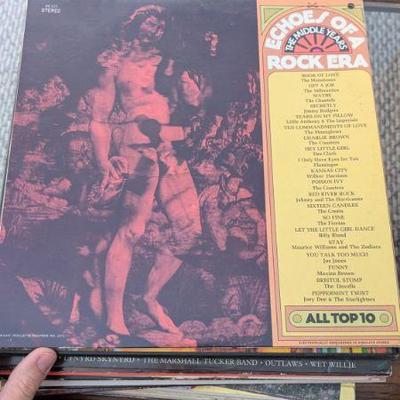 STEREO
ECHOES OF A
THE MIDDLE YEARS
ROCK ERA
BOOK OF LOVE
The Monotones
GET A JOB
The Silhouettes
MAYBE
The Chantels
SECRETLY
Jimmy Rodgers
TEARS ON MY PILLOW
Little Anthony & The Imperials
TEN COMMANDMENTS OF LOVE
The Moonglows
CHARLIE BROWN
The Coasters
HEY LITTLE GIRL
Dee Clark
I Only Have Eyes for You
Flamingos
KANSAS CITY
Wilbur Harrison
POISON IVY
The Coasters
RED RIVER ROCK
Johnny and The Hurricanes
SIXTEEN CANDLES
The Crests
SO FINE
The Fiestas
LET THE LITTLE GIRL DANCE
Billy Bland
STAY
Maurice Williams and The Zodiacs
YOU TALK TOO MUCH
Joe Jones
FUNNY
Maxine Brown
BRISTOL STOMP
The Dovells
PEPPERMINT TWIST
Joey Dee & The Starlighters
ALL TOP 10
LYNYRD SKYNYRD • THE MARSHALL TUCKER BAND • OUTLAWS • WET WILLIE